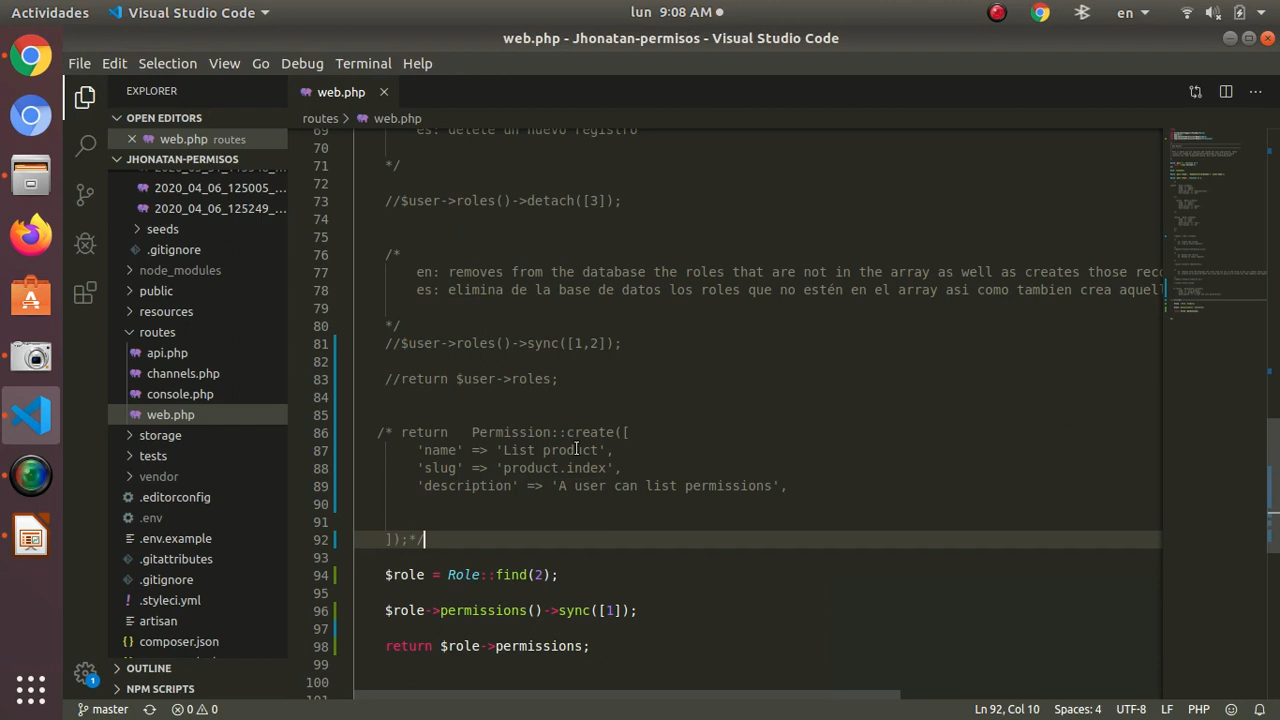 Actividades Visual Studio Code lun 9:08 AM en
web.php - Jhonatan-permisos - Visual Studio Code
File Edit Selection View Go Debug Terminal Help
EXPLORER
OPEN EDITORS
web.php routes
JHONATAN-PERMISOS
2020_04_06_125005_...
2020_04_06_125249_...
seeds
.gitignore
node_modules
public
resources
routes
api.php
channels.php
console.php
web.php
storage
tests
vendor
.editorconfig
.env
.env.example
.gitattributes
.gitignore
.styleci.yml
artisan
composer.json
OUTLINE
NPM SCRIPTS
1
web.php
routes > web.php
69 es: delete un nuevo registro
70
71 */
72
73 //$user->roles()->detach([3]);
74
75
76 /*
77 en: removes from the database the roles that are not in the array as well as creates those reco
78 es: elimina de la base de datos los roles que no estén en el array asi como tambien crea aquell
79
80 */
81 //$user->roles()->sync([1,2]);
82
83 //return $user->roles;
84
85
86 /* return   Permission::create([
87 'name' => 'List product',
88 'slug' => 'product.index',
89 'description' => 'A user can list permissions',
90
91
92 ]);*/
93
94 $role = Role::find(2);
95
96 $role->permissions()->sync([1]);
97
98 return $role->permissions;
99
100
master 0 0 Ln 92, Col 10 Spaces: 4 UTF-8 LF PHP